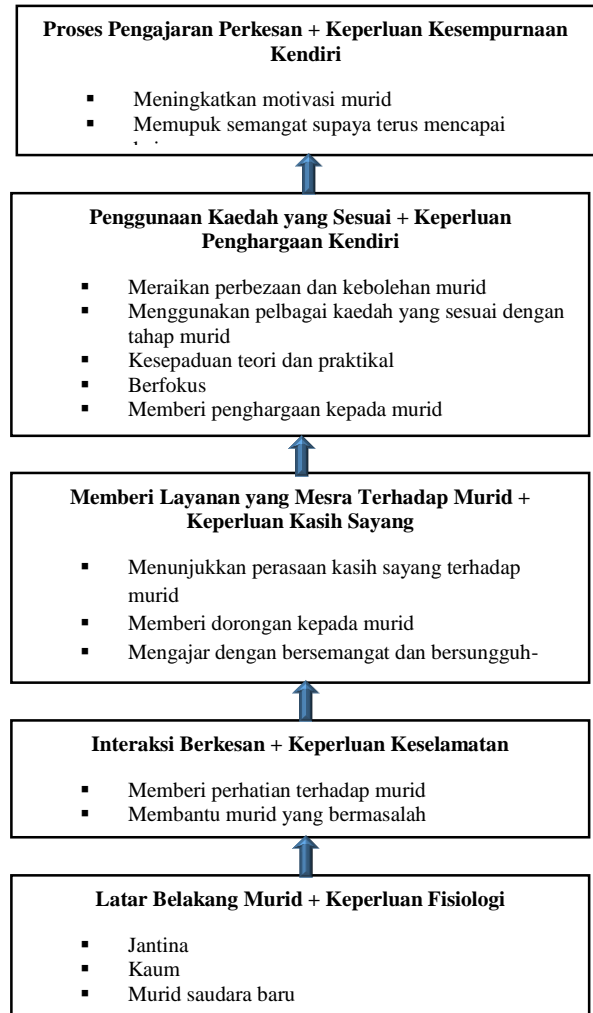 Proses Pengajaran Perkesan + Keperluan Kesempurnaan
Kendiri
▪ Meningkatkan motivasi murid
▪ Memupuk semangat supaya terus mencapai
Penggunaan Kaedah yang Sesuai + Keperluan
Penghargaan Kendiri
▪ Meraikan perbezaan dan kebolehan murid
▪ Menggunakan pelbagai kaedah yang sesuai dengan
tahap murid
▪ Kesepaduan teori dan praktikal
▪ Berfokus
▪ Memberi penghargaan kepada murid
Memberi Layanan yang Mesra Terhadap Murid +
Keperluan Kasih Sayang
▪ Menunjukkan perasaan kasih sayang terhadap
murid
▪ Memberi dorongan kepada murid
▪ Mengajar dengan bersemangat dan bersungguh-
Interaksi Berkesan + Keperluan Keselamatan
▪ Memberi perhatian terhadap murid
▪ Membantu murid yang bermasalah
Latar Belakang Murid + Keperluan Fisiologi
▪ Jantina
▪ Kaum
▪ Murid saudara baru